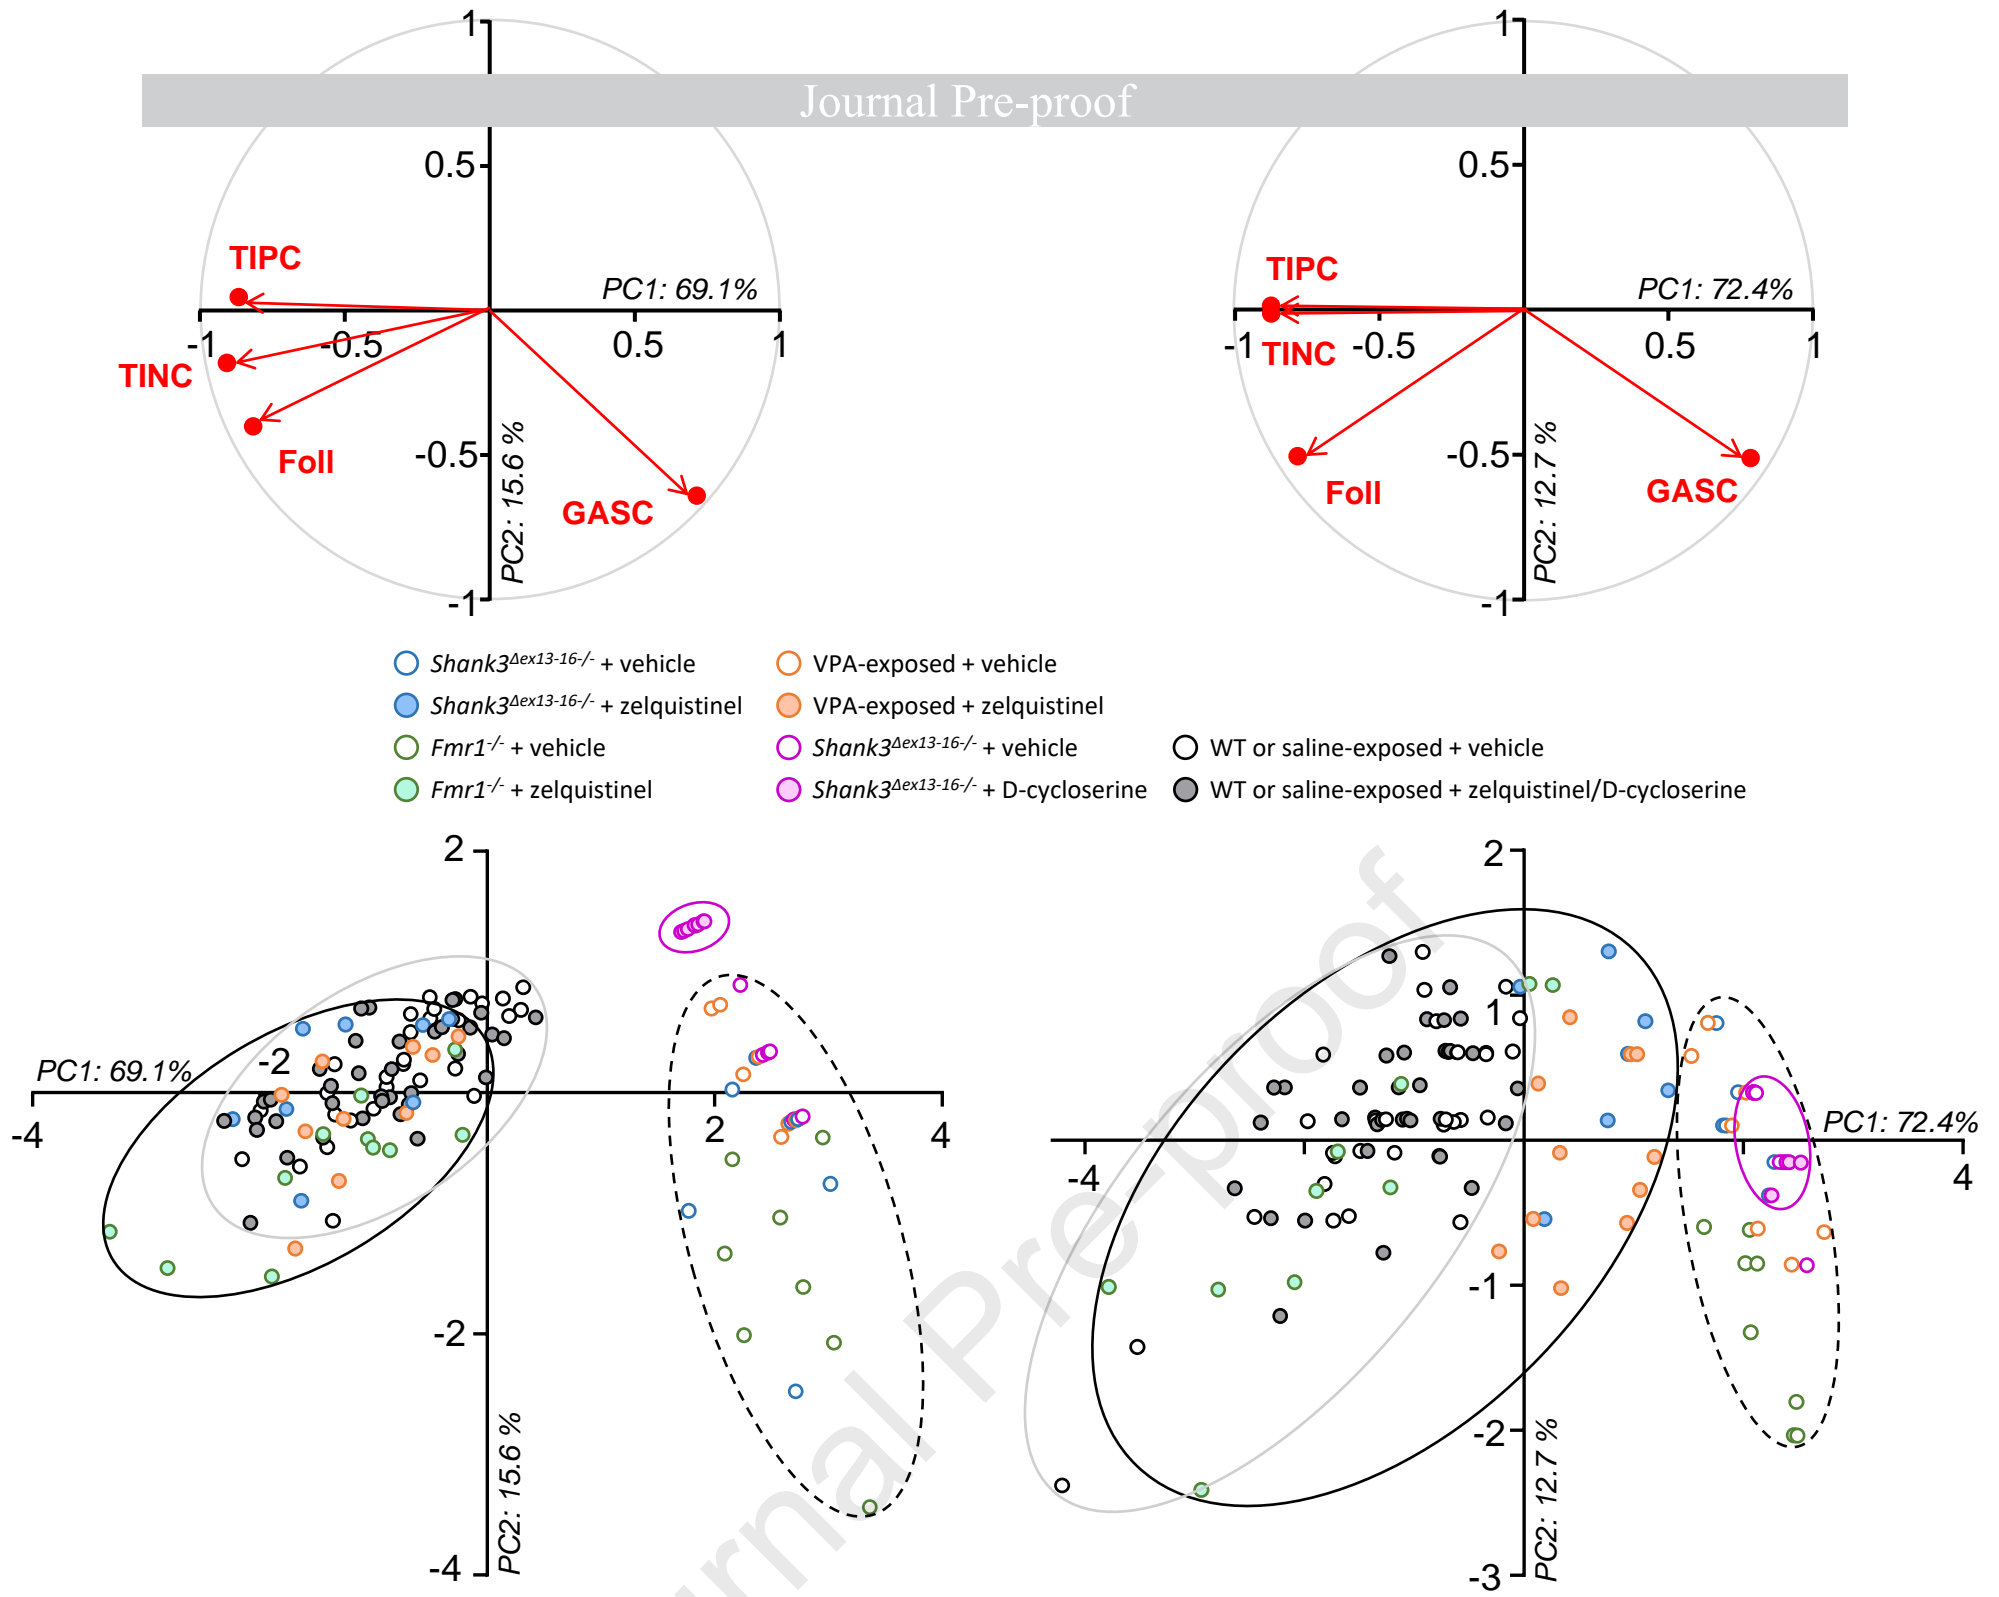 Journal Pre-proof
1
0.5
TIPC
PC1: 69.1%
-1
-0.5
0.5
1
TINC
Foll
-0.5
GASC
PC2: 15.6 %
-1
1
0.5
TIPC
PC1: 72.4%
-1
TINC
-0.5
0.5
1
-0.5
Foll
GASC
PC2: 12.7 %
-1
Shank3Δex13-16-/- + vehicle
Shank3Δex13-16-/- + zelquistinel
Fmr1-/- + vehicle
Fmr1-/- + zelquistinel
VPA-exposed + vehicle
VPA-exposed + zelquistinel
Shank3Δex13-16-/- + vehicle
Shank3Δex13-16-/- + D-cycloserine
WT or saline-exposed + vehicle
WT or saline-exposed + zelquistinel/D-cycloserine
2
PC1: 69.1%
-2
-4
2
4
-2
PC2: 15.6 %
-4
2
1
PC1: 72.4%
-4
4
-1
-2
PC2: 12.7 %
-3
urnal Pre-proof